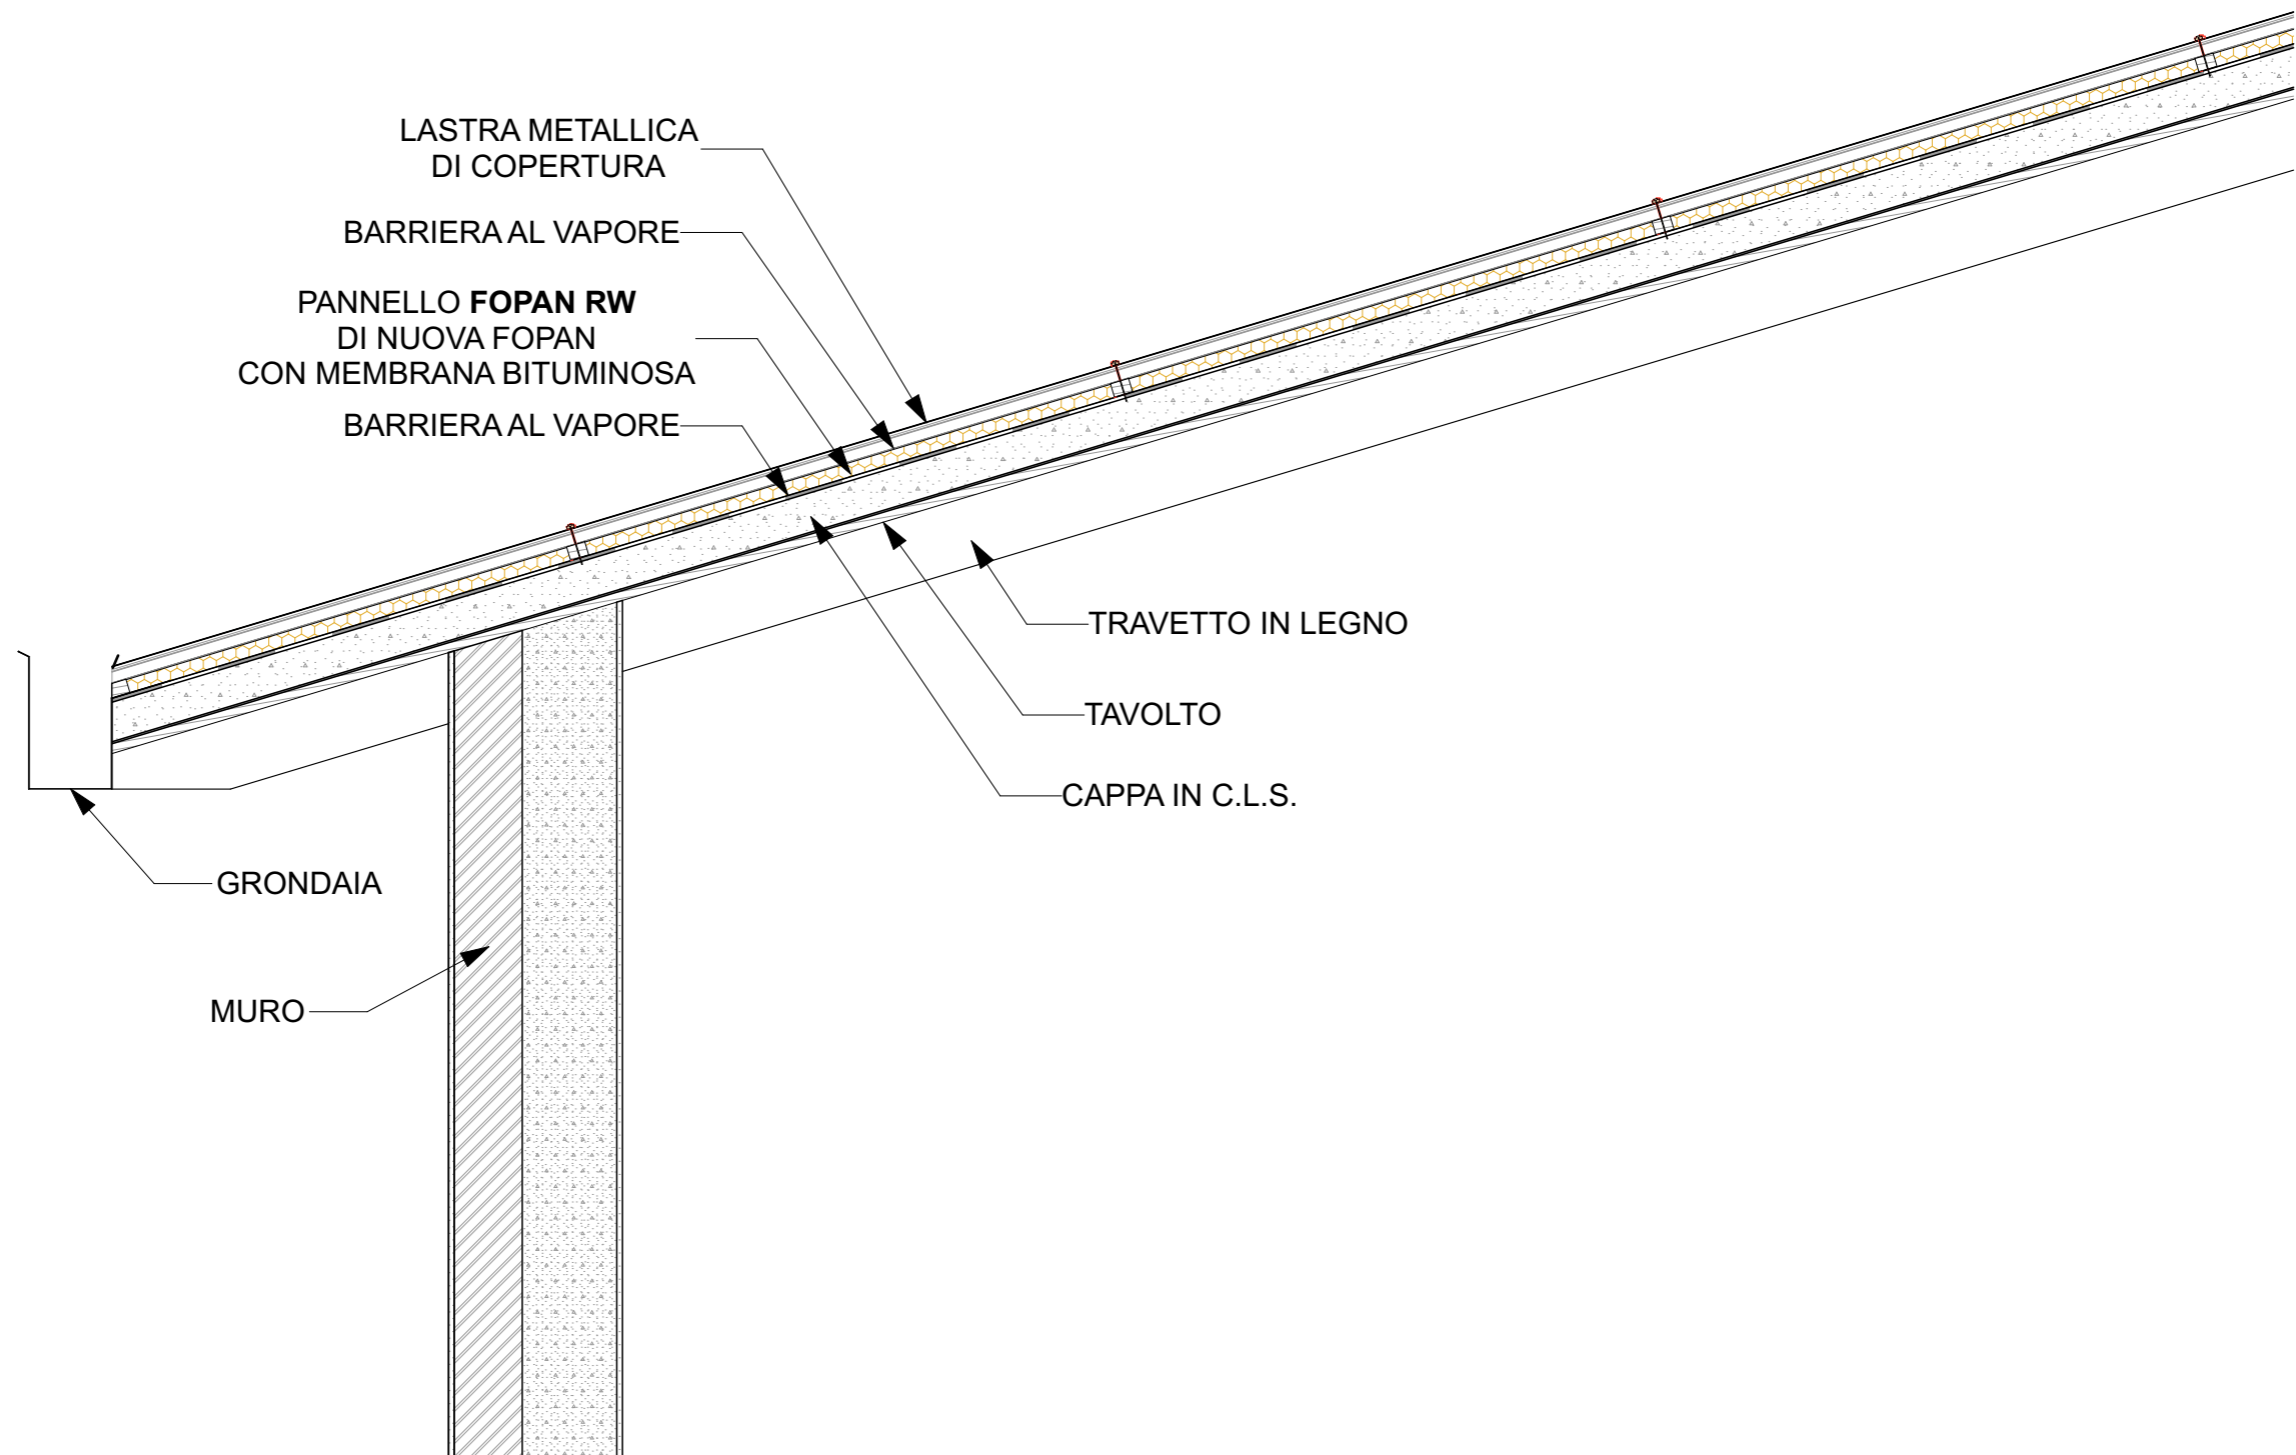 LASTRA METALLICA
DI COPERTURA
BARRIERA AL VAPORE
PANNELLO FOPAN RW
DI NUOVA FOPAN
CON MEMBRANA BITUMINOSA
BARRIERA AL VAPORE
TRAVETTO IN LEGNO
TAVOLTO
CAPPA IN C.L.S.
GRONDAIA
MURO